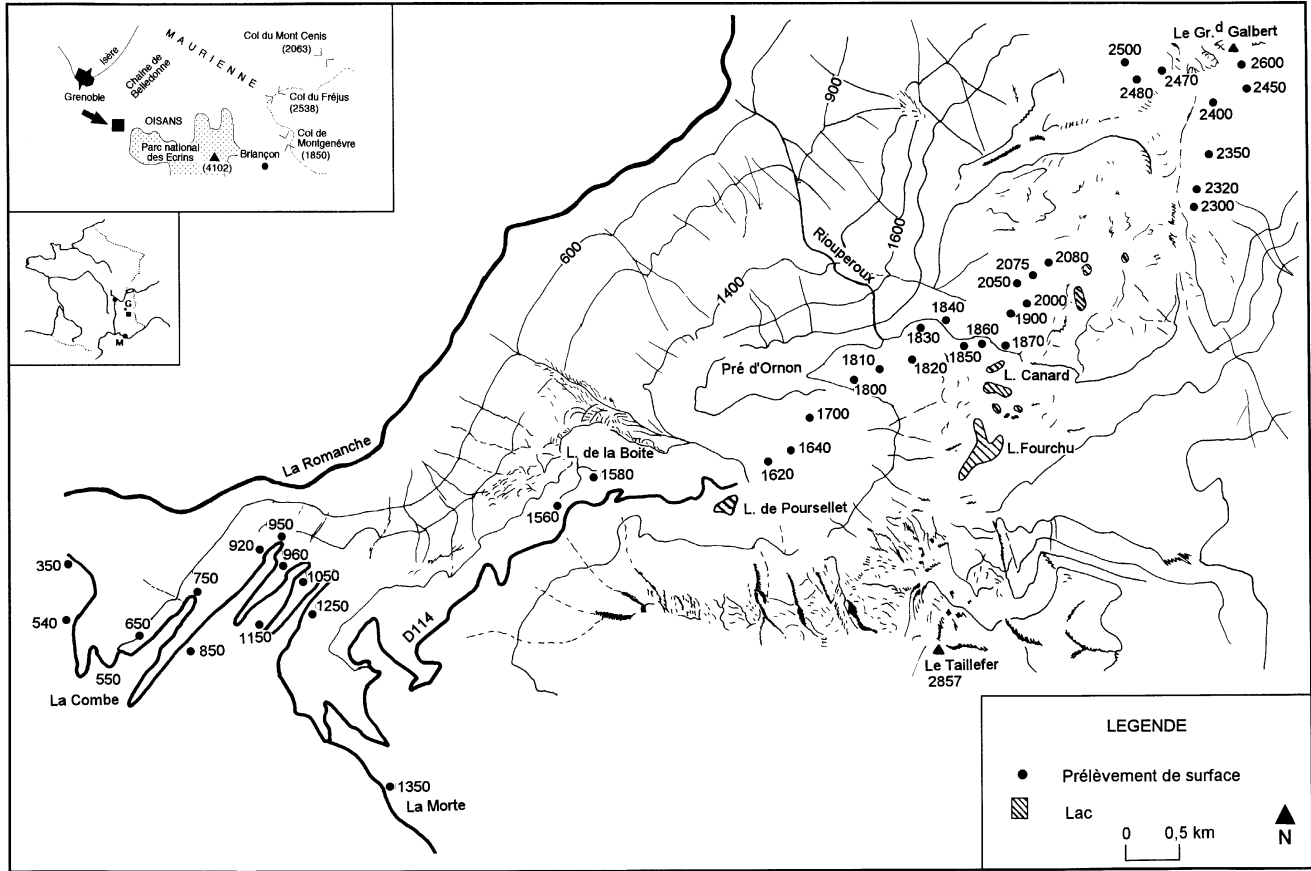 MAURIENNE
Col du Mont Cenis
(2063)
Isère
Chaîne de
Belledonne
Grenoble
Col du Fréjus
(2538)
OISANS
Col de
Montgenévre
(1850)
Parc national
des Ecrins
(4102)
Briançon
L
G
M
Le Gr.d Galbert
2500
2600
2480
2470
2450
2400
2350
2320
2300
900
600
1400
1600
Riouperoux
2080
2075
2050
2000
1900
1840
1830
1860
1870
1850
1820
1810
1800
Pré d'Ornon
L. Canard
1700
L.Fourchu
1640
1620
La Romanche
L. de la Boite
1580
1560
L. de Poursellet
950
920
960
350
750
1050
1250
540
650
1150
850
550
D114
La Combe
Le Taillefer
2857
1350
La Morte
LEGENDE
Prélèvement de surface
Lac
0 0,5 km
N